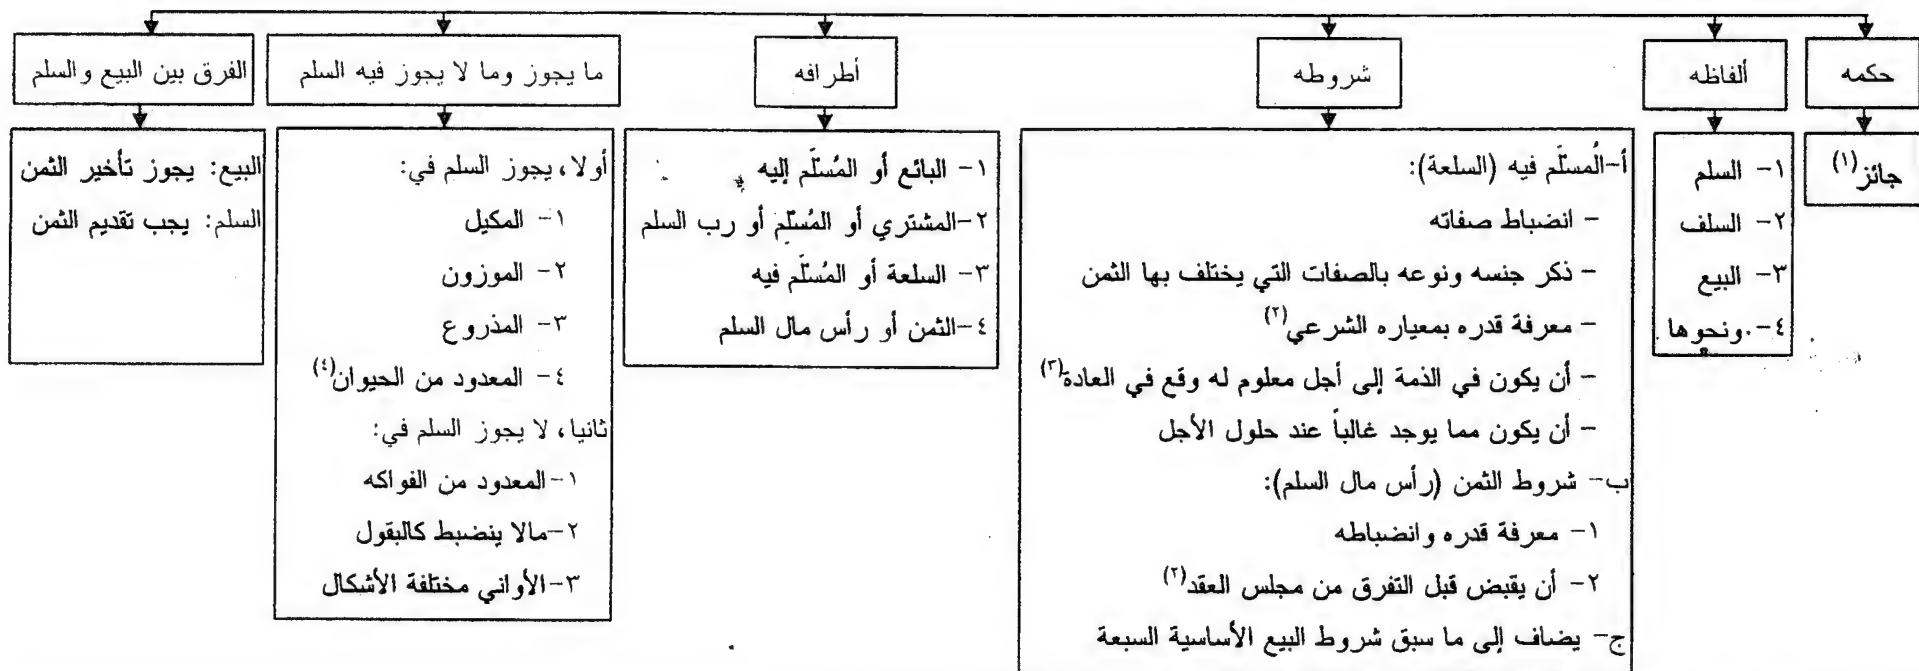 حكمه
جائز(١)
ألفاظه
١- السلم
٢- السلف
٣- البيع
٤- ونحوها
شروطه
أ-المُسلَّم فيه (السلعة):
- انضباط صفاته
- ذكر جنسه ونوعه بالصفات التي يختلف بها الثمن
- معرفة قدره بمعياره الشرعي(٢)
- أن يكون في الذمة إلى أجل معلوم له وقع في العادة(٣)
- أن يكون مما يوجد غالباً عند حلول الأجل
ب- شروط الثمن (رأس مال السلم):
١- معرفة قدره وانضباطه
٢- أن يقبض قبل التفرق من مجلس العقد(٢)
ج- يضاف إلى ما سبق شروط البيع الأساسية السبعة
أطرافه
١- البائع أو المُسلَّم إليه
٢-المشتري أو المُسلِّم أو رب السلم
٣- السلعة أو المُسلَّم فيه
٤-الثمن أو رأس مال السلم
ما يجوز وما لا يجوز فيه السلم
أولا، يجوز السلم في:
١- المكيل
٢- الموزون
٣- المذروع
٤- المعدود من الحيوان(٤)
ثانيا، لا يجوز السلم في:
١-المعدود من الفواكه
٢-مالا ينضبط كالبقول
٣-الأواني مختلفة الأشكال
الفرق بين البيع والسلم
البيع: يجوز تأخير الثمن
السلم: يجب تقديم الثمن